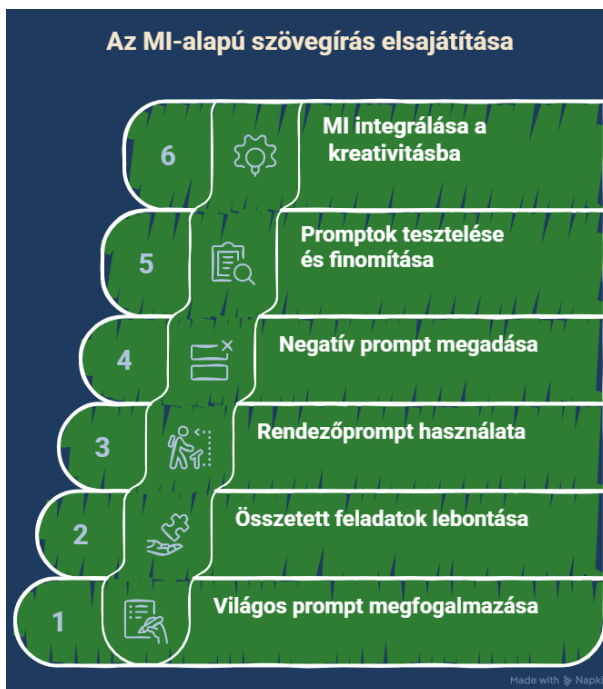 Az MI-alapú szövegírás elsajátítása
6
MI integrálása a
kreativitásba
5
Promptok tesztelése
és finomítása
4
Negatív prompt megadása
3
Rendezőprompt használata
2
Összetett feladatok lebontása
1
Világos prompt megfogalmazása
Made with Napki